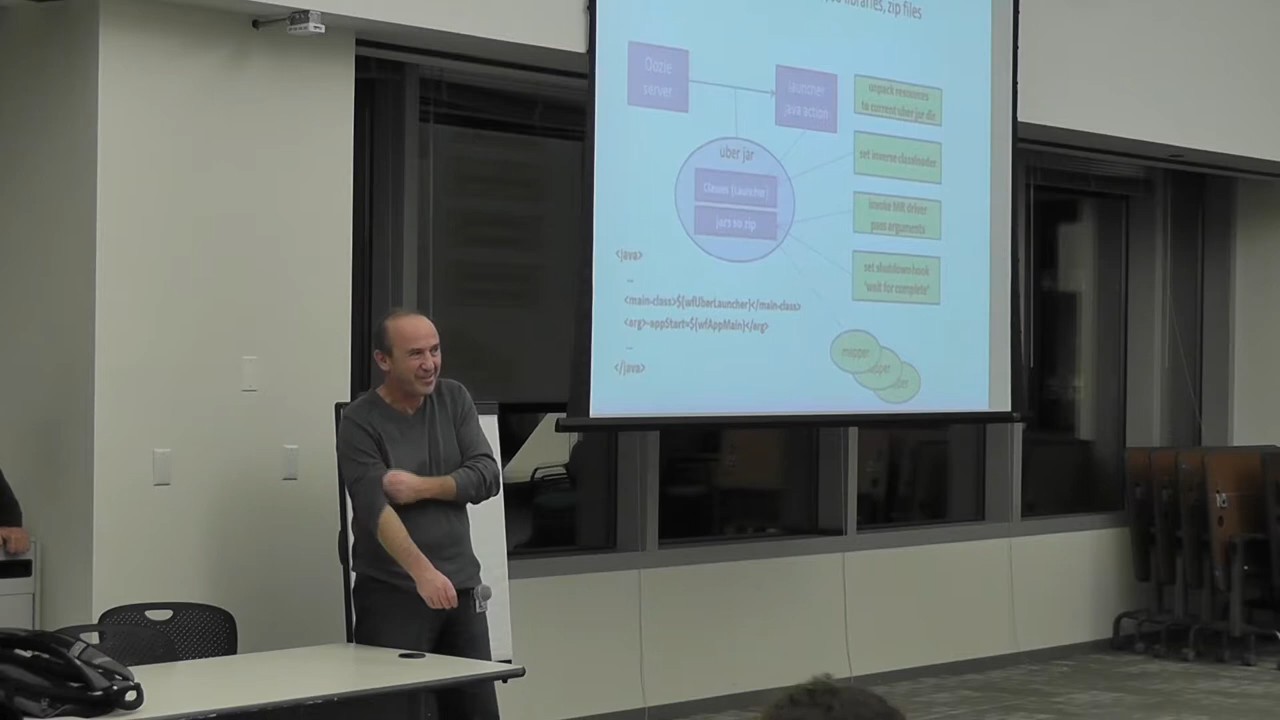 libraries, zip files
Oozie
server
launcher
java action
unpack resources
to current uber jar dir
uber jar
set inverse classloader
Classes (Launcher)
jars so zip
invoke MR driver
pass arguments
<java>
set shutdown hook
'wait for complete'
...
<main-class>${wfUberLauncher}</main-class>
<arg>-appStart=${wfAppMain}</arg>
...
</java>
mapper